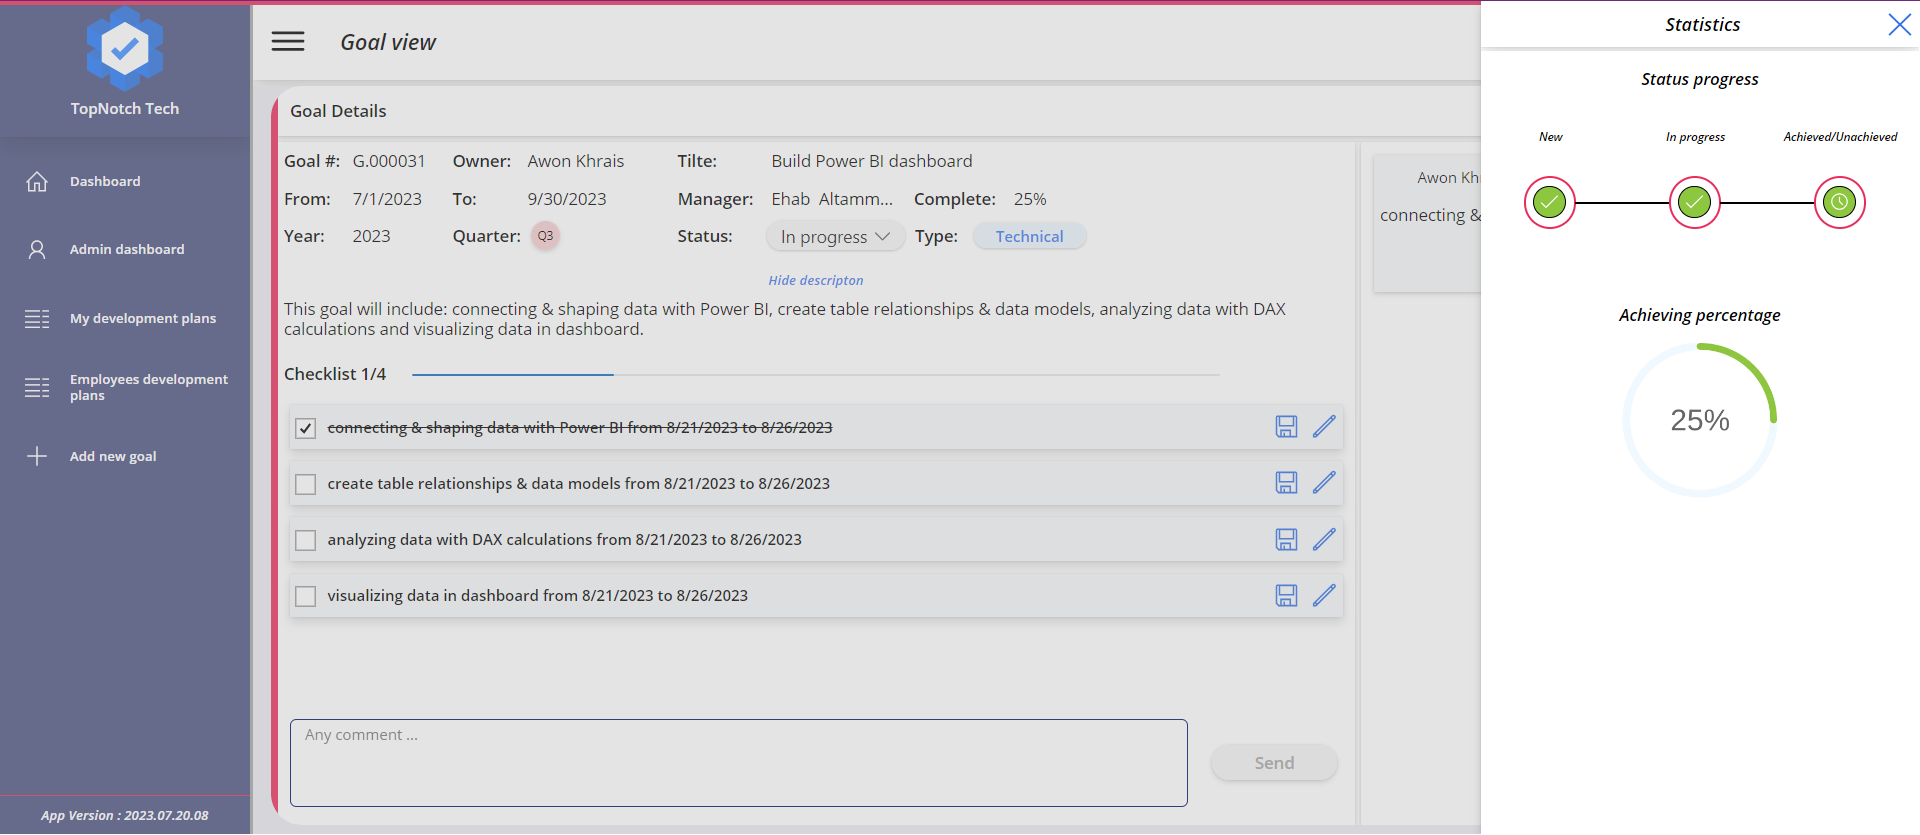 TopNotch Tech
Dashboard
Admin dashboard
My development plans
Employees development
plans
Add new goal
App Version : 2023.07.20.08
Goal view
Goal Details
Goal #: G.000031 Owner: Awon Khrais Tilte: Build Power BI dashboard
From: 7/1/2023 To: 9/30/2023 Manager: Ehab Altamm... Complete: 25%
Year: 2023 Quarter: Q3 Status: In progress Type: Technical
Hide descripton
This goal will include: connecting & shaping data with Power BI, create table relationships & data models, analyzing data with DAX
calculations and visualizing data in dashboard.
Checklist 1/4
connecting & shaping data with Power BI from 8/21/2023 to 8/26/2023
create table relationships & data models from 8/21/2023 to 8/26/2023
analyzing data with DAX calculations from 8/21/2023 to 8/26/2023
visualizing data in dashboard from 8/21/2023 to 8/26/2023
Any comment ...
Send
Awon Khr
connecting &
Statistics
Status progress
New In progress Achieved/Unachieved
Achieving percentage
25%